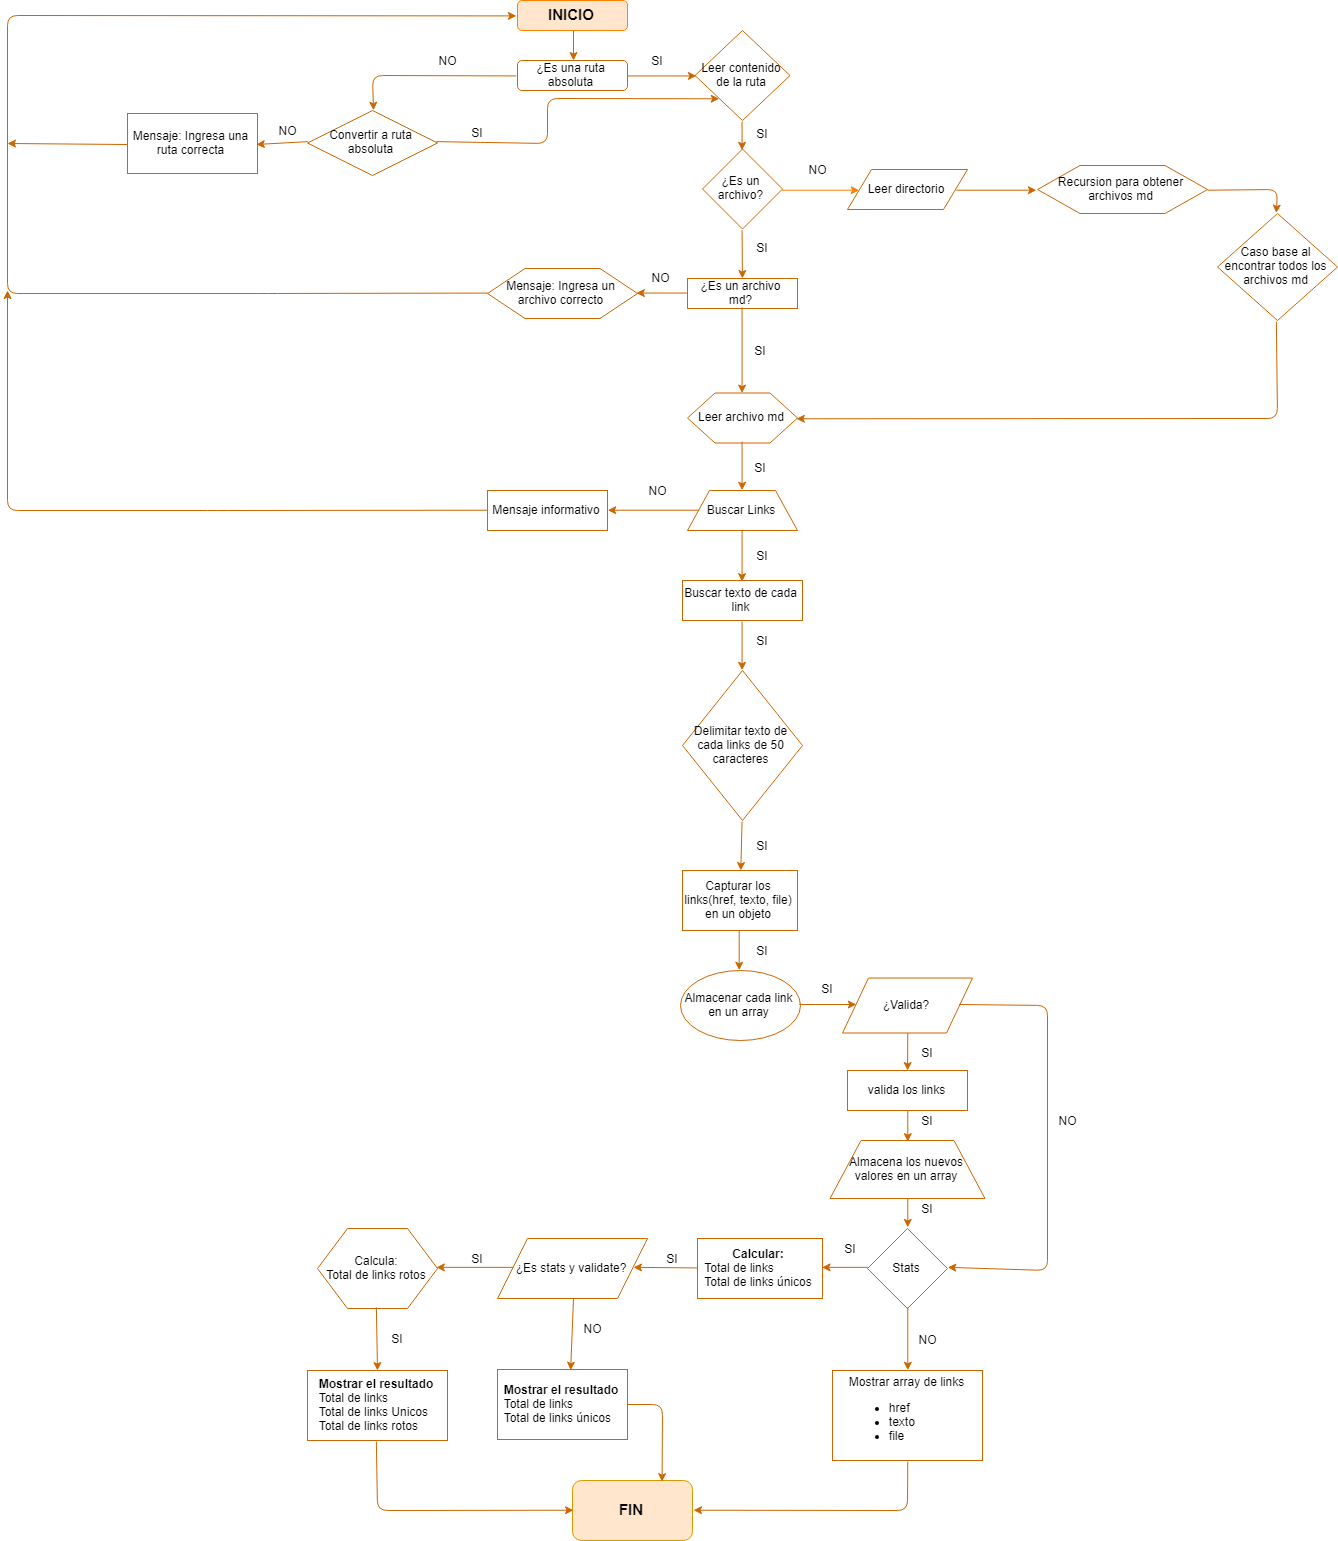 INICIO
NO
¿Es una ruta
absoluta
SI
Leer contenido
de la ruta
Mensaje: Ingresa una
ruta correcta
NO
Convertir a ruta
absoluta
SI
SI
¿Es un
archivo?
NO
Leer directorio
Recursion para obtener
archivos md
SI
Caso base al
encontrar todos los
archivos md
Mensaje: Ingresa un
archivo correcto
NO
¿Es un archivo
md?
SI
Leer archivo md
SI
Mensaje informativo
NO
Buscar Links
SI
Buscar texto de cada
link
SI
Delimitar texto de
cada links de 50
caracteres
SI
Capturar los
links(href, texto, file)
en un objeto
SI
Almacenar cada link
en un array
SI
¿Valida?
SI
valida los links
SI
NO
Almacena los nuevos
valores en un array
SI
Calcula:
Total de links rotos
SI
¿Es stats y validate?
SI
Calcular:
Total de links
Total de links únicos
SI
Stats
SI
NO
NO
Mostrar el resultado
Total de links
Total de links Unicos
Total de links rotos
Mostrar el resultado
Total de links
Total de links únicos
Mostrar array de links
• href
• texto
• file
FIN